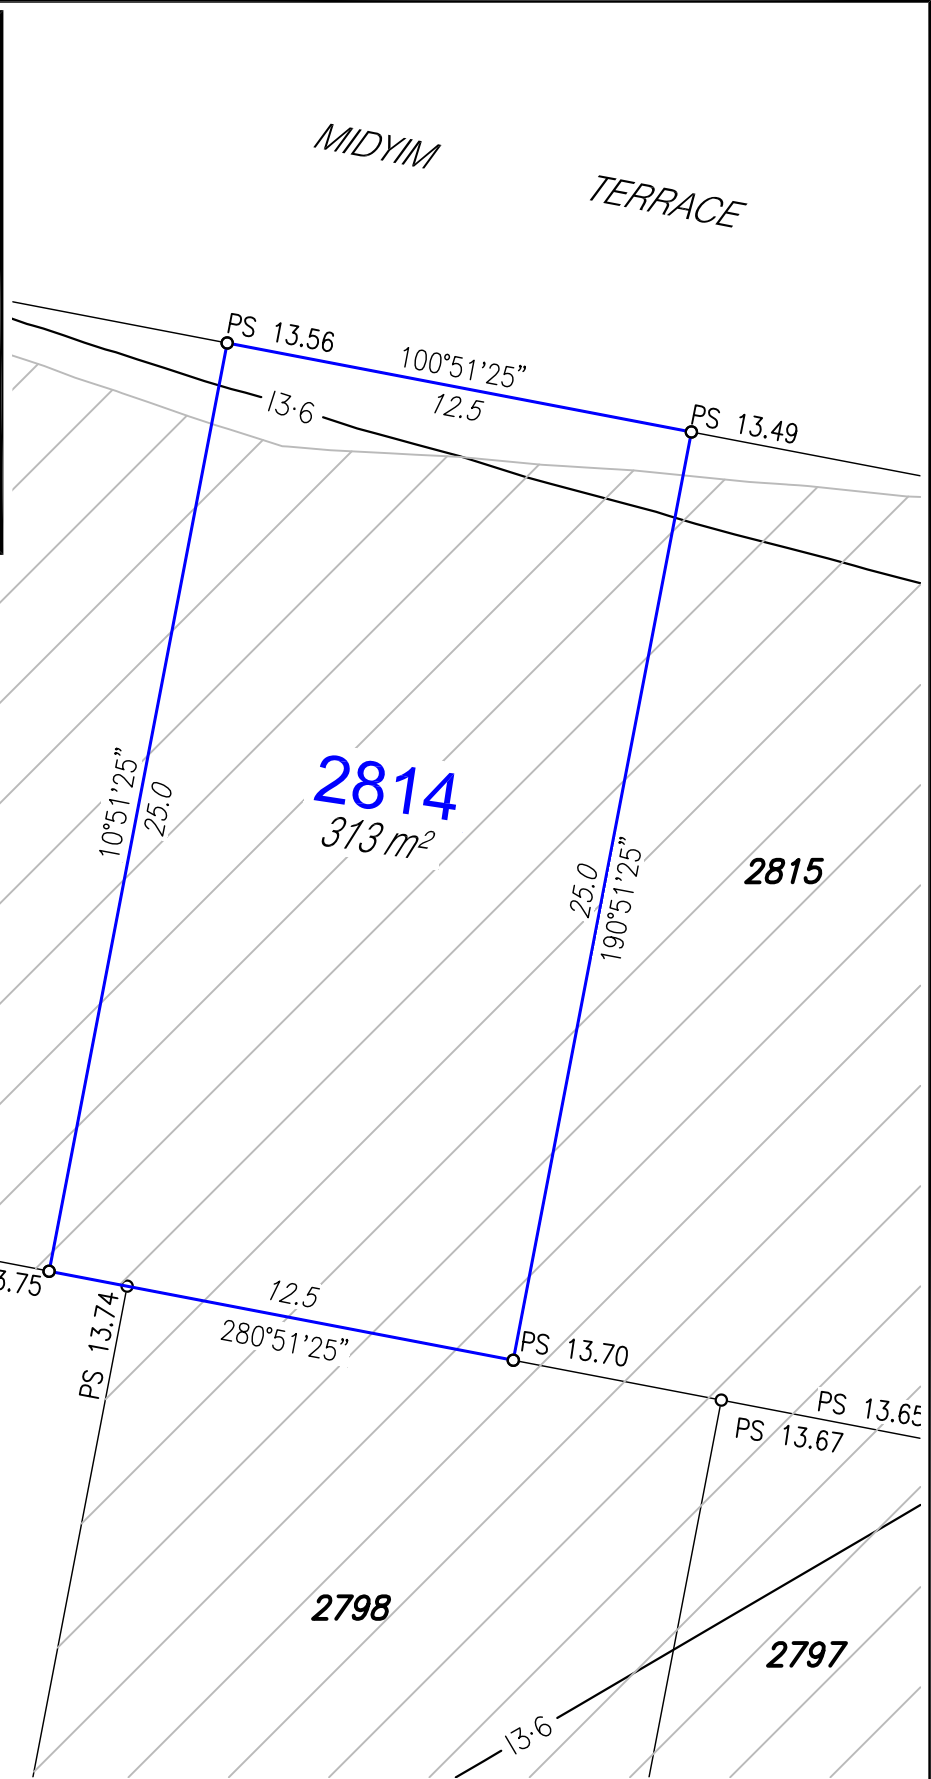 MIDYIM
TERRACE
PS 13.56
100°51'25"
12.5
13·6
PS 13.49
2814
313 m²
10°51'25"
25.0
25.0
190°51'25"
2815
3.75
PS 13.74
12.5
280°51'25"
PS 13.70
PS 13.65
PS 13.67
2798
2797
13·6